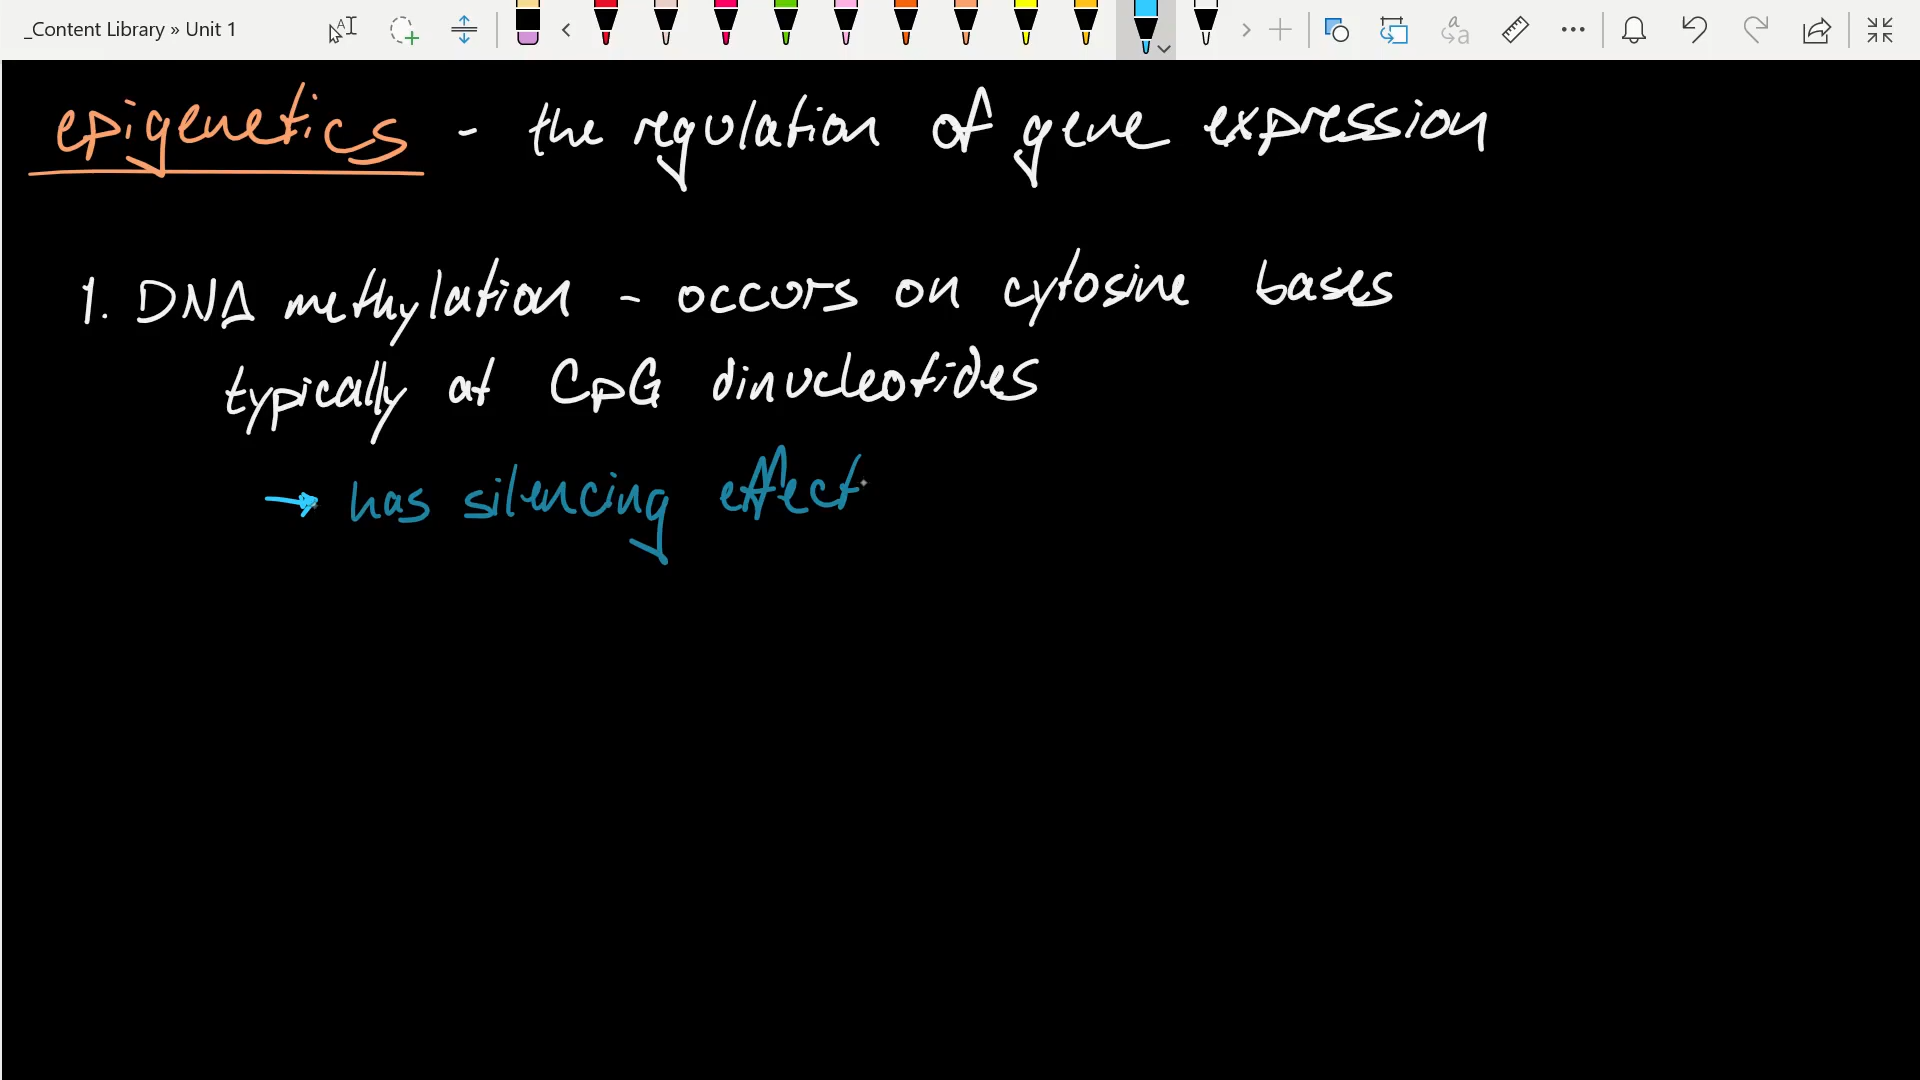 _Content Library » Unit 1
epigenetics - the regulation of gene expression
1. DNA methylation - occurs on cytosine bases
typically at CpG dinucleotides
→ has silencing effect